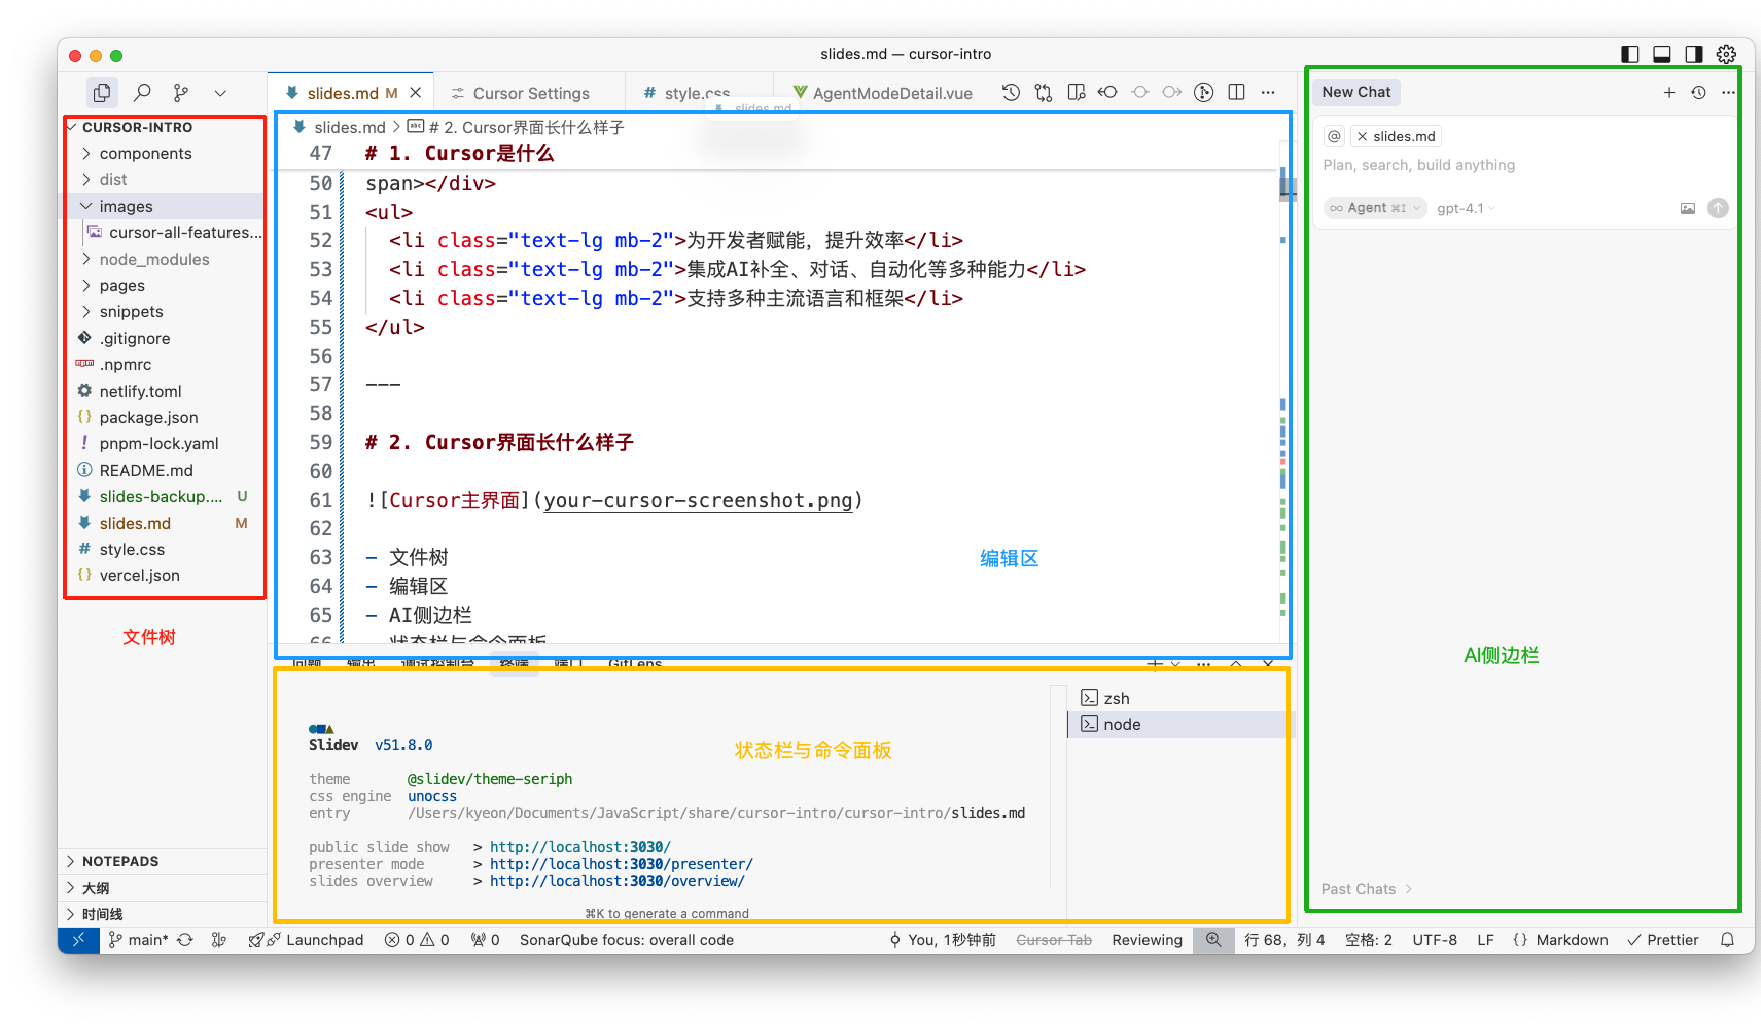 slides.md — cursor-intro
slides.md M
Cursor Settings
# style.css
AgentModeDetail.vue
slides.md
CURSOR-INTRO
components
dist
images
cursor-all-features...
node_modules
pages
snippets
.gitignore
.npmrc
netlify.toml
{} package.json
! pnpm-lock.yaml
README.md
slides-backup.... U
slides.md M
# style.css
{} vercel.json
文件树
NOTEPADS
大纲
时间线
slides.md > # 2. Cursor界面长什么样子
47 # 1. Cursor是什么
50 span></div>
51 <ul>
52 <li class="text-lg mb-2">为开发者赋能，提升效率</li>
53 <li class="text-lg mb-2">集成AI补全、对话、自动化等多种能力</li>
54 <li class="text-lg mb-2">支持多种主流语言和框架</li>
55 </ul>
56
57 ---
58
59 # 2. Cursor界面长什么样子
60
61 ![Cursor主界面](your-cursor-screenshot.png)
62
63 - 文件树
64 - 编辑区
65 - AI侧边栏
66 状态栏与命令面板
编辑区
问题 输出 调试控制台 终端 端口 GitLens
Slidev v51.8.0
theme @slidev/theme-seriph
css engine unocss
entry /Users/kyeon/Documents/JavaScript/share/cursor-intro/cursor-intro/slides.md
public slide show > http://localhost:3030/
presenter mode > http://localhost:3030/presenter/
slides overview > http://localhost:3030/overview/
⌘K to generate a command
状态栏与命令面板
zsh
node
New Chat
@ × slides.md
Plan, search, build anything
∞ Agent ⌘I gpt-4.1
AI侧边栏
Past Chats >
main* Launchpad 0 0 0 SonarQube focus: overall code You, 1秒钟前 Cursor Tab Reviewing 行 68，列 4 空格: 2 UTF-8 LF {} Markdown Prettier